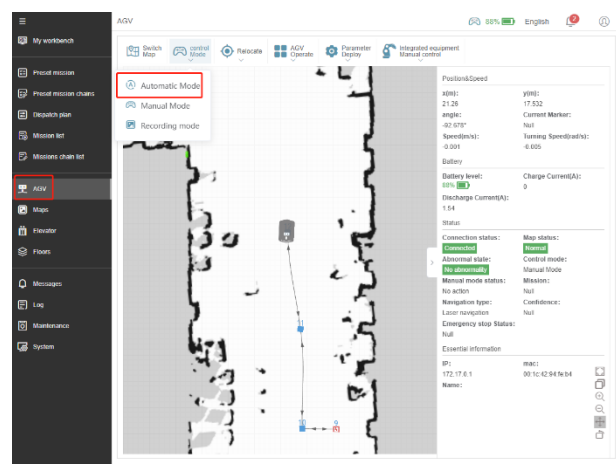 AGV
88%
English
2
My workbench
Preset mission
Preset mission chains
Dispatch plan
Mission list
Missions chain list
AGV
Maps
Elevator
Floors
Messages
Log
Maintenance
System
Switch Map
control Mode
Relocate
AGV Operate
Parameter Deploy
Integrated equipment Manual control
Automatic Mode
Manual Mode
Recording mode
Position&Speed
x(m): y(m):
21.26 17.532
angle: Current Marker:
-92.678° Null
Speed(m/s): Turning Speed(rad/s):
-0.001 -0.005
Battery
Battery level: Charge Current(A):
88% 0
Discharge Current(A):
1.54
Status
Connection status: Map status:
Connected Normal
Abnormal state: Control mode:
No abnormality Manual Mode
Manual mode status: Mission:
No action Null
Navigation type: Confidence:
Laser navigation Null
Emergency stop Status:
Null
Essential information
IP: mac:
172.17.0.1 00:1c:42:94:fe:b4
Name: